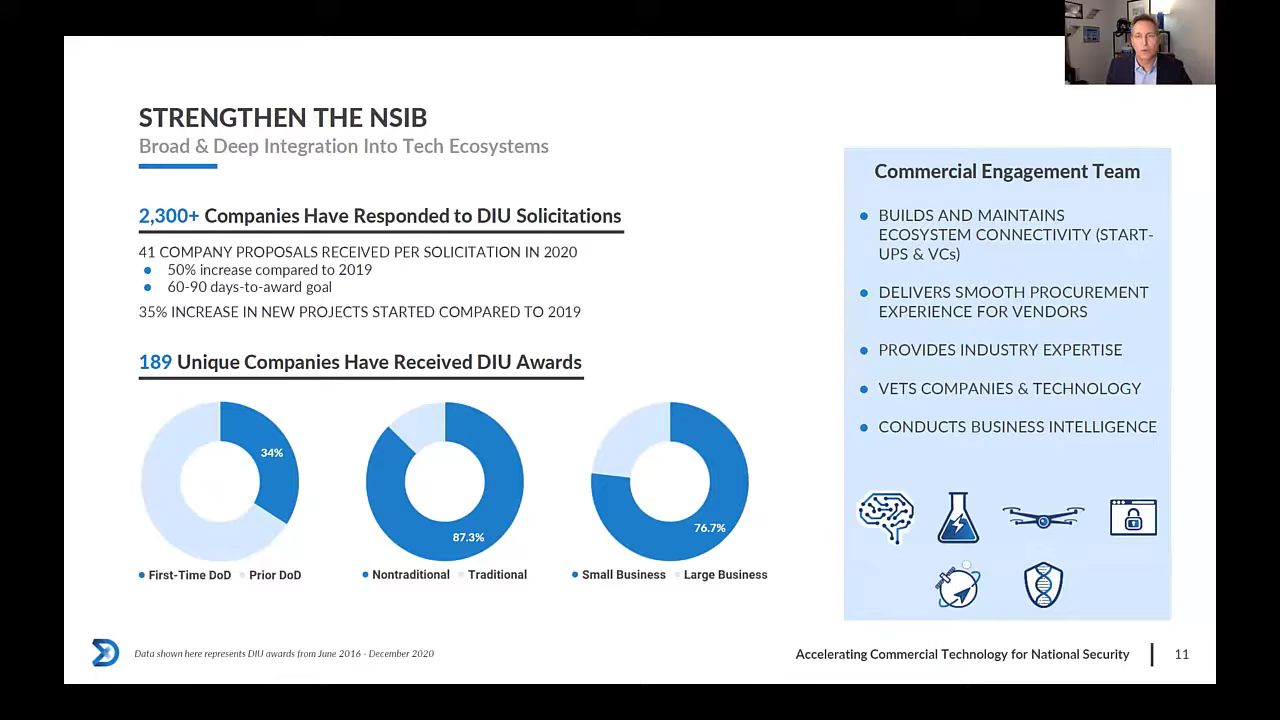 STRENGTHEN THE NSIB
Broad & Deep Integration Into Tech Ecosystems
2,300+ Companies Have Responded to DIU Solicitations
41 COMPANY PROPOSALS RECEIVED PER SOLICITATION IN 2020
● 50% increase compared to 2019
● 60-90 days-to-award goal
35% INCREASE IN NEW PROJECTS STARTED COMPARED TO 2019
189 Unique Companies Have Received DIU Awards
34%
87.3%
76.7%
● First-Time DoD ● Prior DoD
● Nontraditional ● Traditional
● Small Business ● Large Business
Commercial Engagement Team
● BUILDS AND MAINTAINS
ECOSYSTEM CONNECTIVITY (START-
UPS & VCs)
● DELIVERS SMOOTH PROCUREMENT
EXPERIENCE FOR VENDORS
● PROVIDES INDUSTRY EXPERTISE
● VETS COMPANIES & TECHNOLOGY
● CONDUCTS BUSINESS INTELLIGENCE
Data shown here represents DIU awards from June 2016 - December 2020
Accelerating Commercial Technology for National Security
11